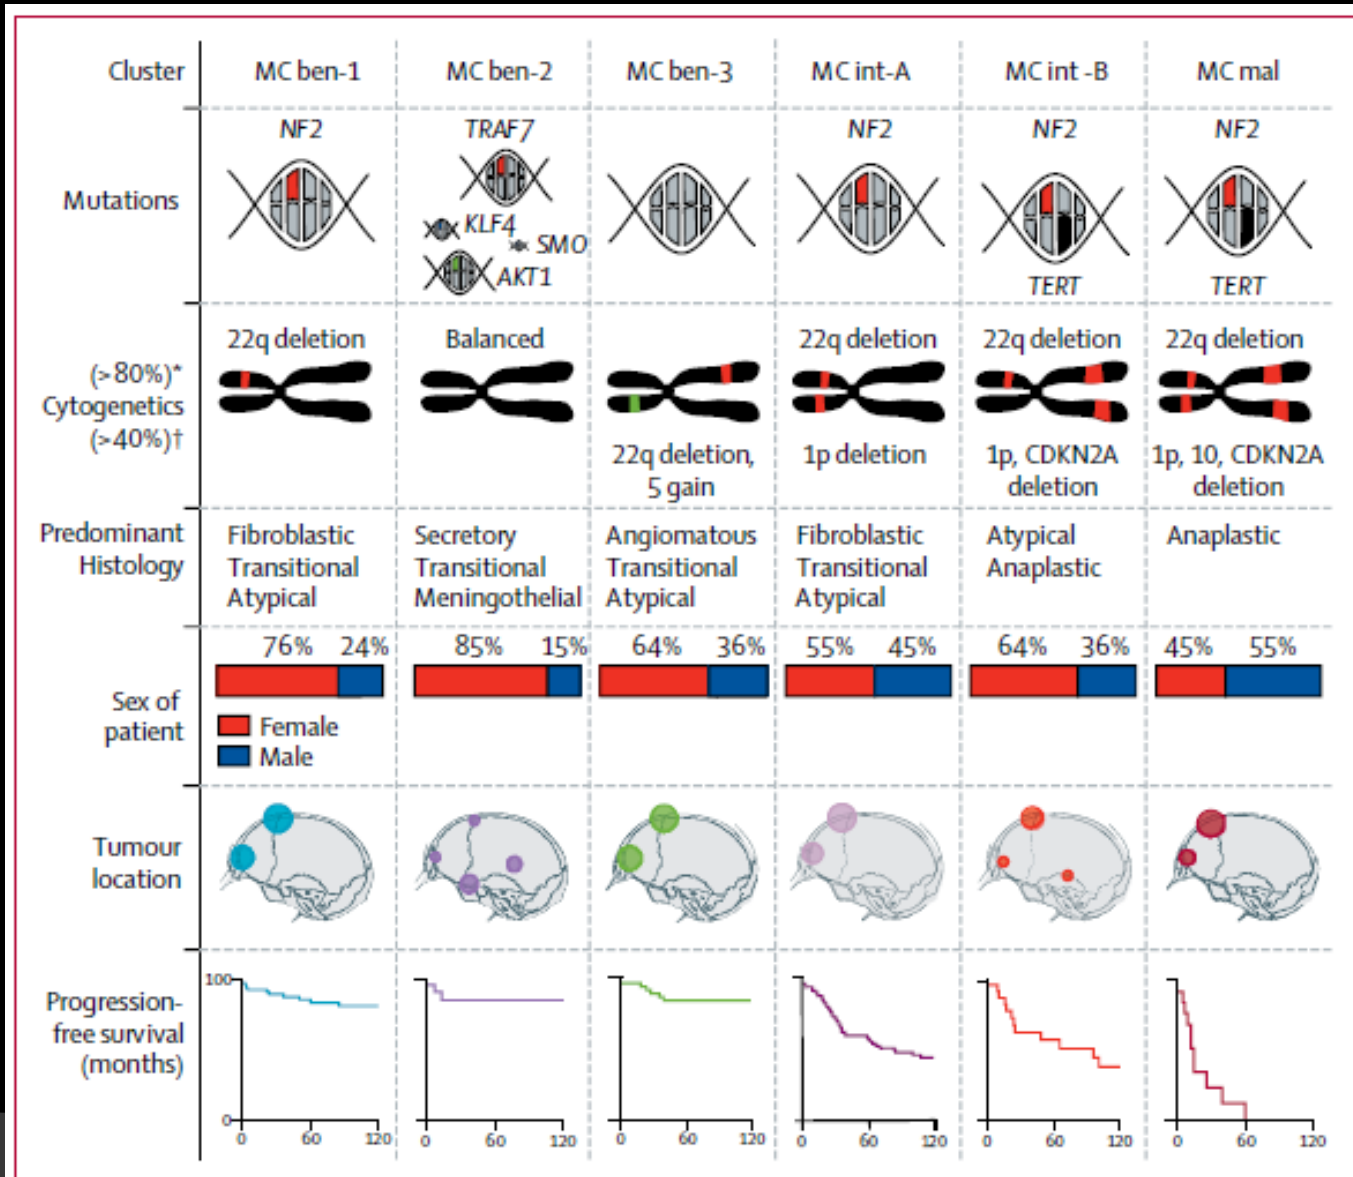 Cluster MC ben-1 MC ben-2 MC ben-3 MC int-A MC int -B MC mal
Mutations
NF2
TRAF7
KLF4
SMO
AKT1
NF2
NF2
TERT
NF2
TERT
(>80%)*
Cytogenetics
(>40%)†
22q deletion
Balanced
22q deletion,
5 gain
22q deletion
1p deletion
22q deletion
1p, CDKN2A
deletion
22q deletion
1p, 10, CDKN2A
deletion
Predominant
Histology
Fibroblastic
Transitional
Atypical
Secretory
Transitional
Meningothelial
Angiomatous
Transitional
Atypical
Fibroblastic
Transitional
Atypical
Atypical
Anaplastic
Anaplastic
Sex of
patient
76% 24%
Female
Male
85% 15%
64% 36%
55% 45%
64% 36%
45% 55%
Tumour
location
Progression-
free survival
(months)
100
0
0 60 120
0 60 120
0 60 120
0 60 120
0 60 120
0 60 120